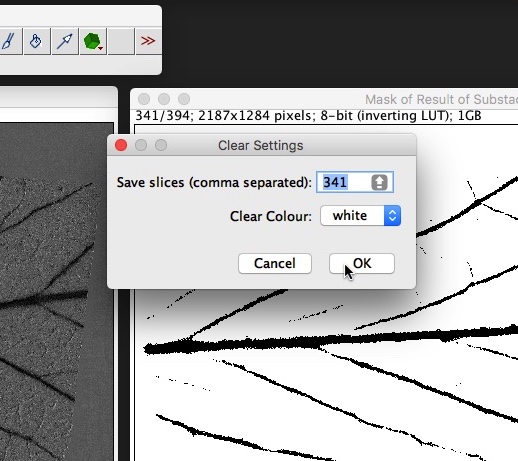 Mask of Result of Substac
341/394; 2187x1284 pixels; 8-bit (inverting LUT); 1GB
Clear Settings
Save slices (comma separated): 341
Clear Colour: white
Cancel OK